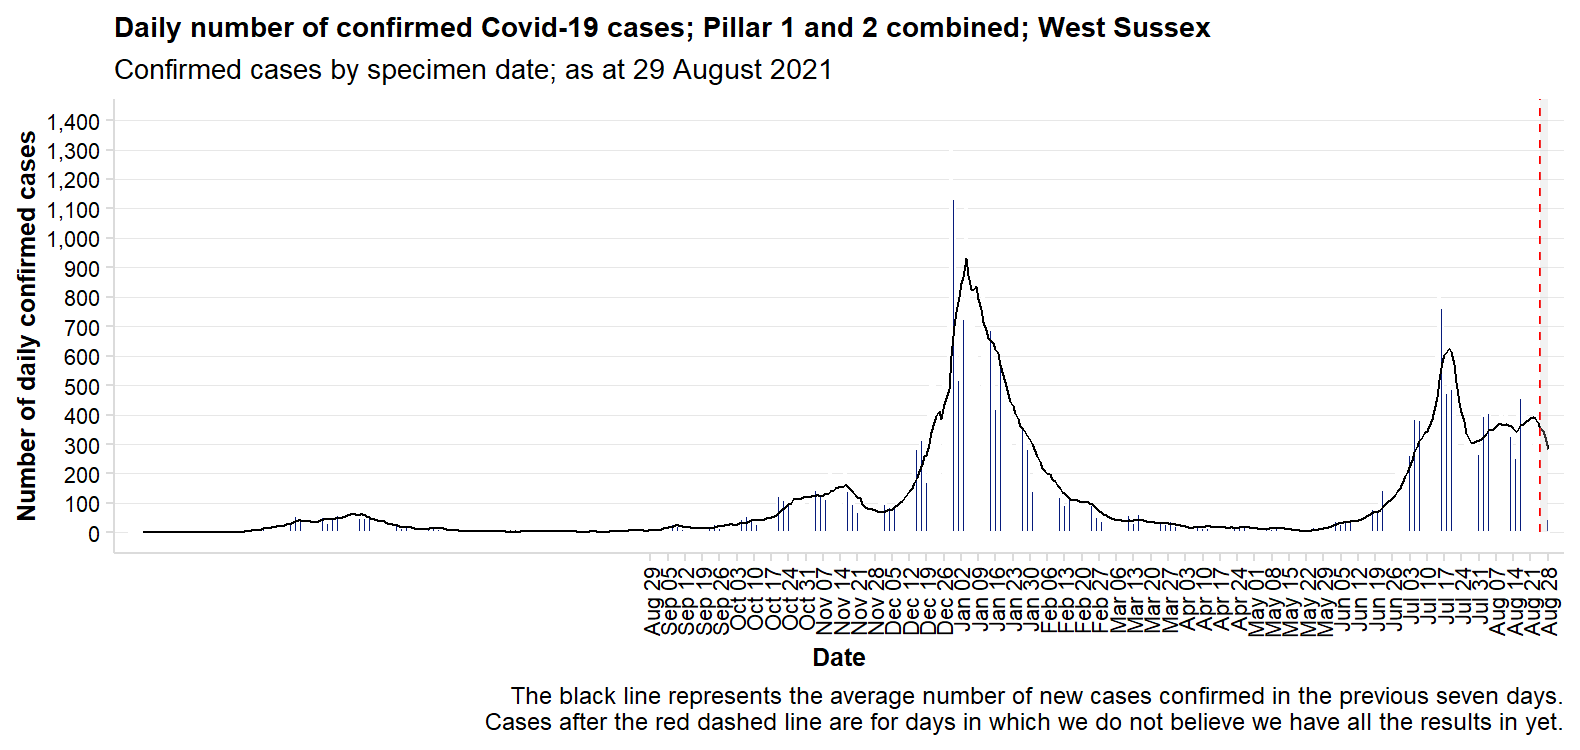 Daily number of confirmed Covid-19 cases; Pillar 1 and 2 combined; West Sussex
Confirmed cases by specimen date; as at 29 August 2021
Number of daily confirmed cases
1,400
1,300
1,200
1,100
1,000
900
800
700
600
500
400
300
200
100
0
Aug 29
Sep 05
Sep 12
Sep 19
Sep 26
Oct 03
Oct 10
Oct 17
Oct 24
Oct 31
Nov 07
Nov 14
Nov 21
Nov 28
Dec 05
Dec 12
Dec 19
Dec 26
Jan 02
Jan 09
Jan 16
Jan 23
Jan 30
Feb 06
Feb 13
Feb 20
Feb 27
Mar 06
Mar 13
Mar 20
Mar 27
Apr 03
Apr 10
Apr 17
Apr 24
May 01
May 08
May 15
May 22
May 29
Jun 05
Jun 12
Jun 19
Jun 26
Jul 03
Jul 10
Jul 17
Jul 24
Jul 31
Aug 07
Aug 14
Aug 21
Aug 28
Date
The black line represents the average number of new cases confirmed in the previous seven days.
Cases after the red dashed line are for days in which we do not believe we have all the results in yet.